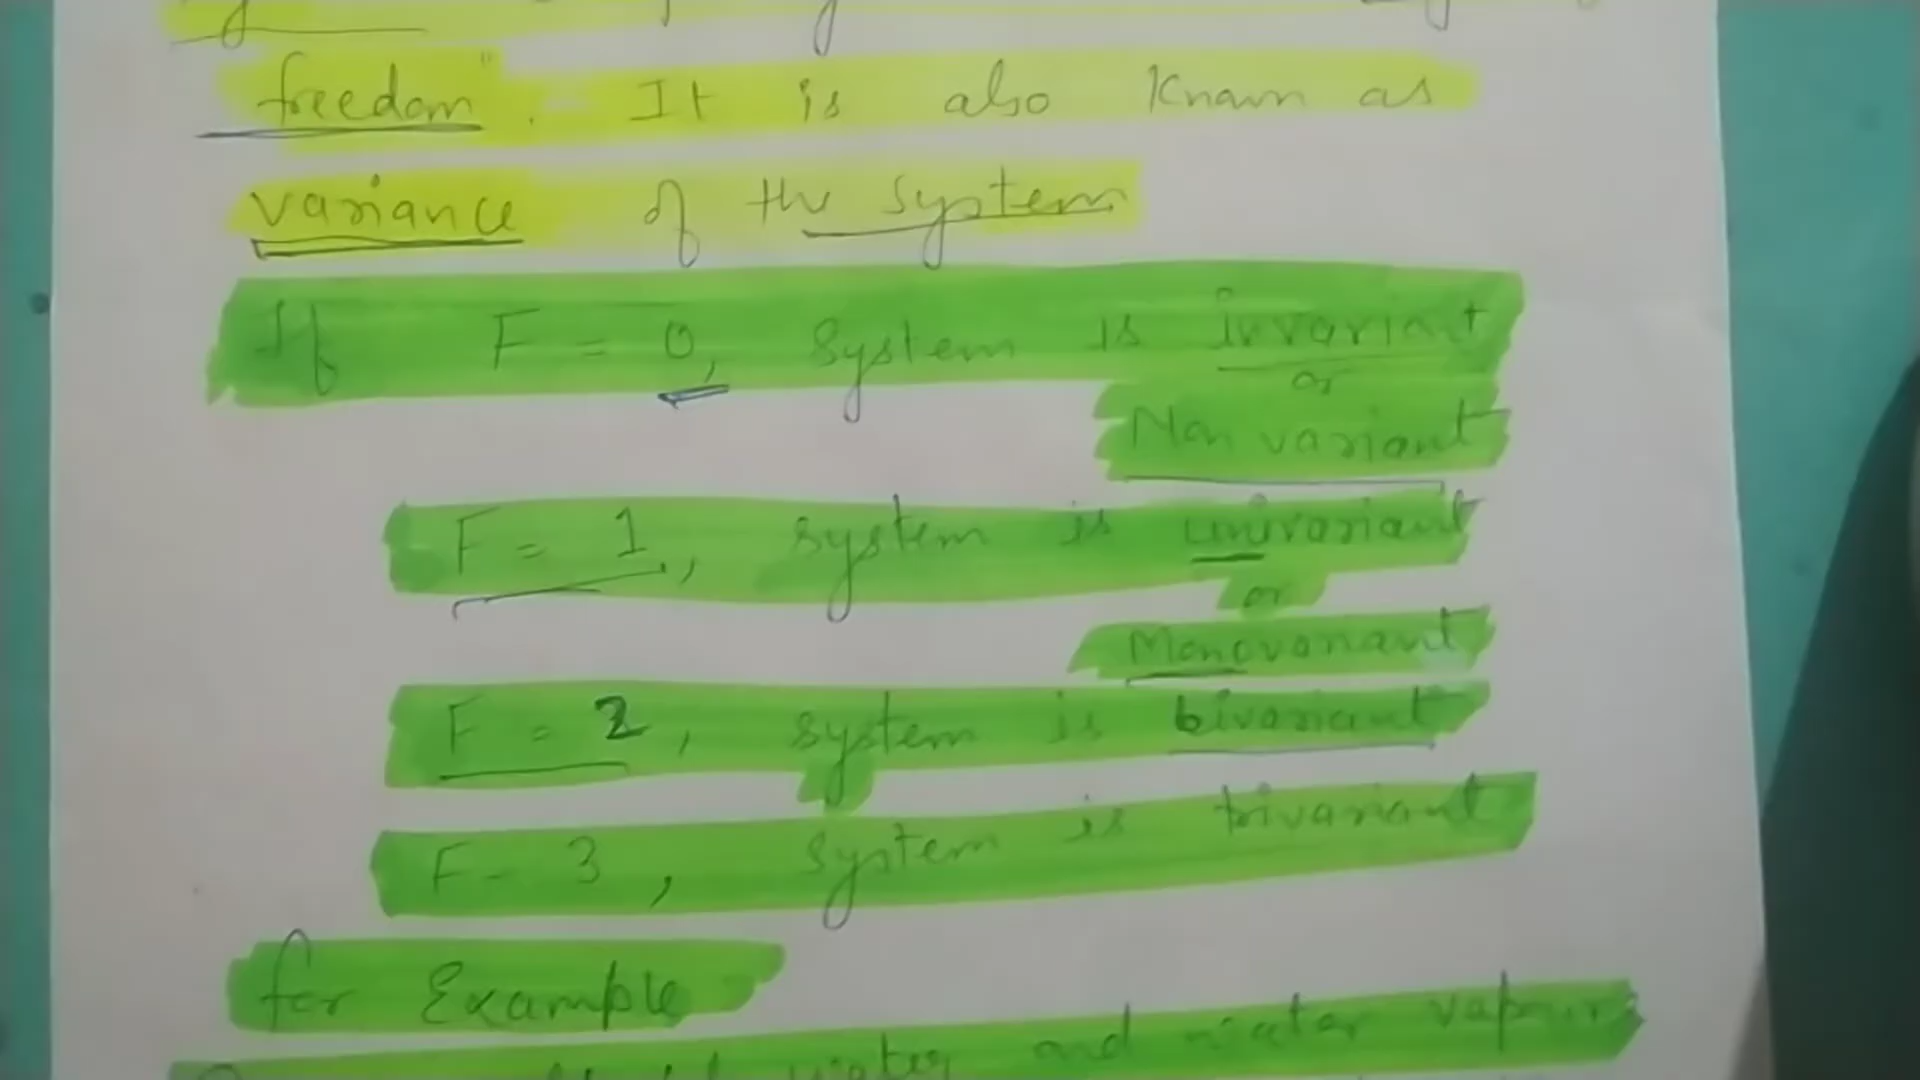 freedom". It is also Known as
variance of the system
If F = 0, system is invariant
or
Non variant
F = 1, system is univariant
or
Monovariant
F = 2, system is bivariant
F - 3, system is trivariant
for Example
water and water vapour